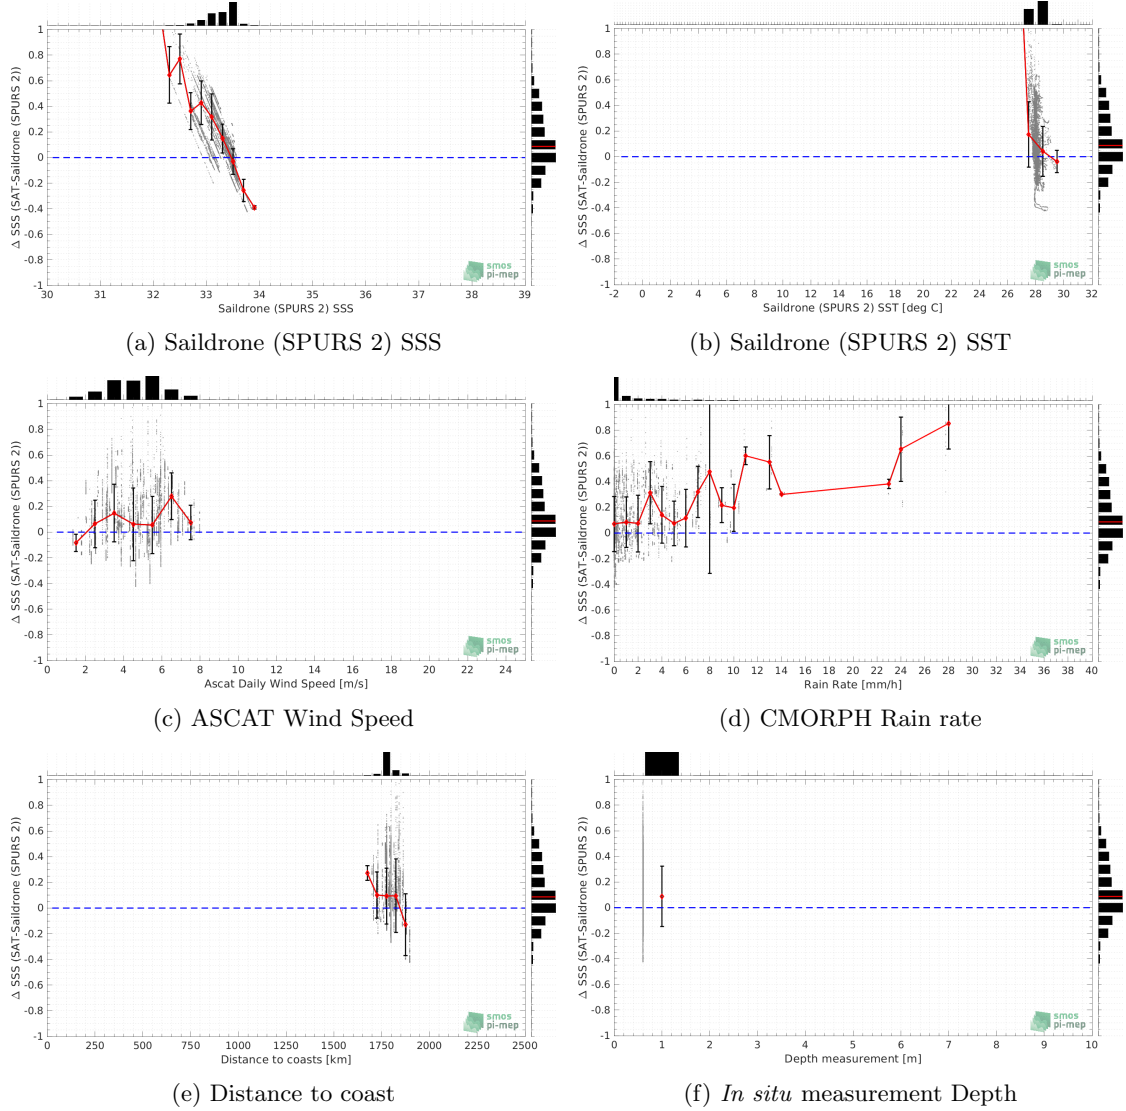 Δ SSS (SAT-Saildrone (SPURS 2))
1
0.8
0.6
0.4
0.2
0
-0.2
-0.4
-0.6
-0.8
-1
smos
pi-mep
30 31 32 33 34 35 36 37 38 39
Saildrone (SPURS 2) SSS
(a) Saildrone (SPURS 2) SSS
Δ SSS (SAT-Saildrone (SPURS 2))
1
0.8
0.6
0.4
0.2
0
-0.2
-0.4
-0.6
-0.8
-1
smos
pi-mep
-2 0 2 4 6 8 10 12 14 16 18 20 22 24 26 28 30 32
Saildrone (SPURS 2) SST [deg C]
(b) Saildrone (SPURS 2) SST
Δ SSS (SAT-Saildrone (SPURS 2))
1
0.8
0.6
0.4
0.2
0
-0.2
-0.4
-0.6
-0.8
-1
smos
pi-mep
0 2 4 6 8 10 12 14 16 18 20 22 24
Ascat Daily Wind Speed [m/s]
(c) ASCAT Wind Speed
Δ SSS (SAT-Saildrone (SPURS 2))
1
0.8
0.6
0.4
0.2
0
-0.2
-0.4
-0.6
-0.8
-1
smos
pi-mep
0 2 4 6 8 10 12 14 16 18 20 22 24 26 28 30 32 34 36 38 40
Rain Rate [mm/h]
(d) CMORPH Rain rate
Δ SSS (SAT-Saildrone (SPURS 2))
1
0.8
0.6
0.4
0.2
0
-0.2
-0.4
-0.6
-0.8
-1
smos
pi-mep
0 250 500 750 1000 1250 1500 1750 2000 2250 2500
Distance to coasts [km]
(e) Distance to coast
Δ SSS (SAT-Saildrone (SPURS 2))
1
0.8
0.6
0.4
0.2
0
-0.2
-0.4
-0.6
-0.8
-1
smos
pi-mep
0 1 2 3 4 5 6 7 8 9 10
Depth measurement [m]
(f) In situ measurement Depth